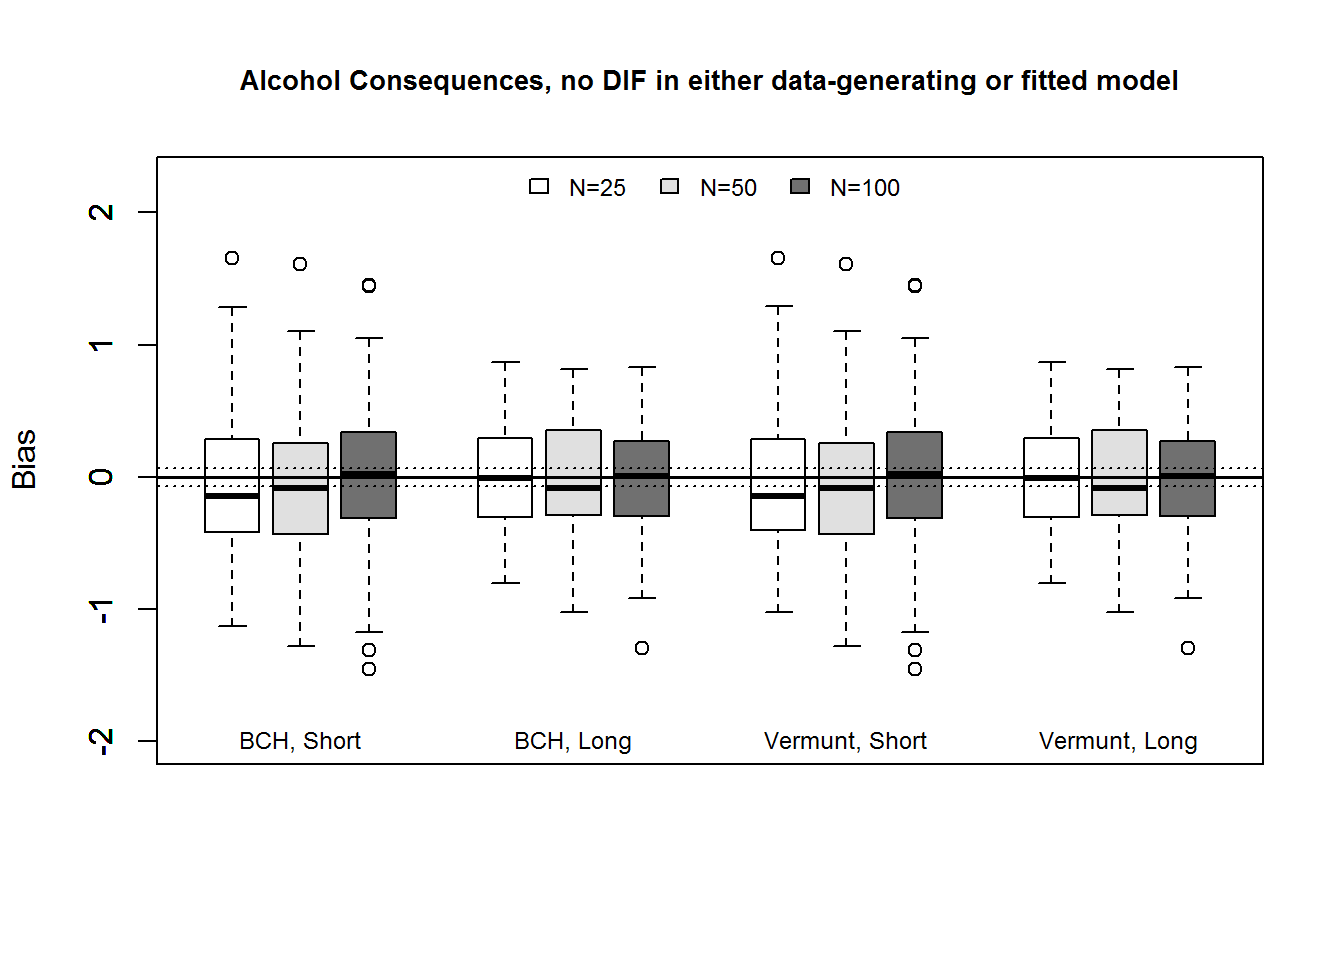 Alcohol Consequences, no DIF in either data-generating or fitted model
N=25 N=50 N=100
2
1
0
-1
-2
Bias
BCH, Short BCH, Long Vermunt, Short Vermunt, Long